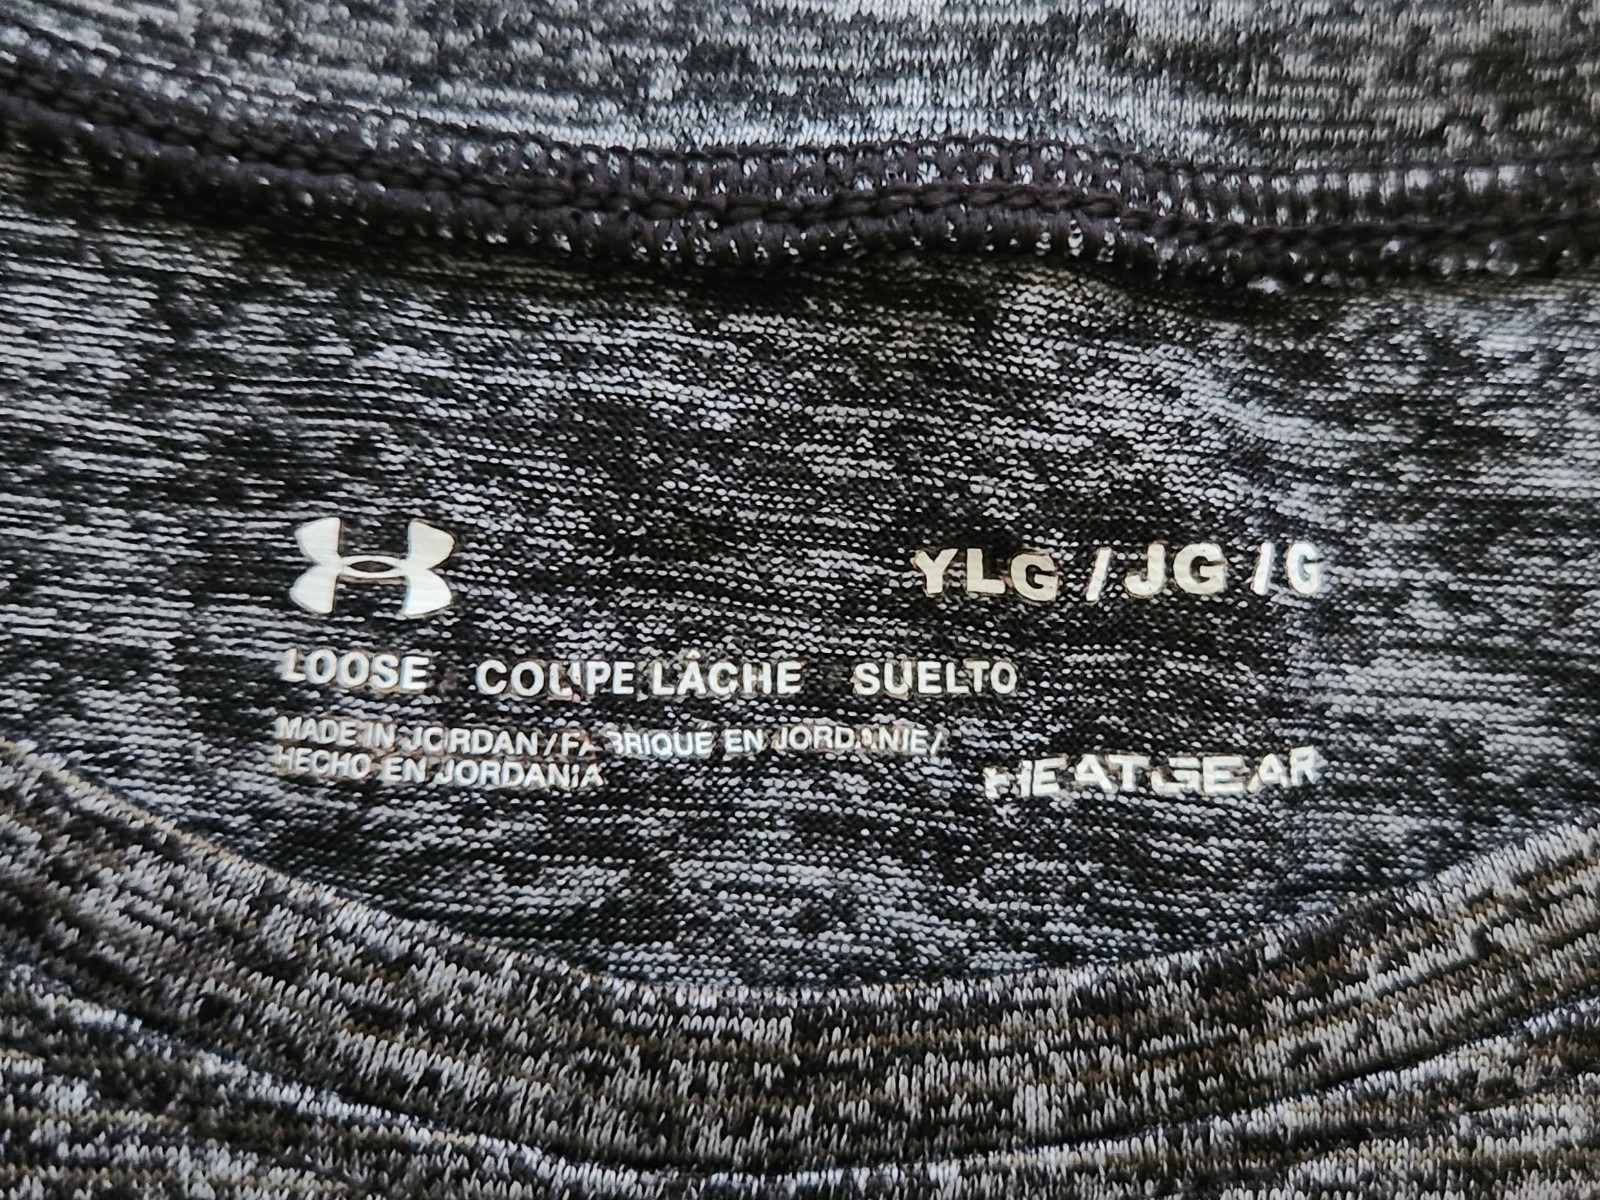 YLG / JG / G
LOOSE COUPE LÂCHE SUELTO
MADE IN JORDAN / FABRIQUÉ EN JORDANIE /
HECHO EN JORDANIA
HEATGEAR